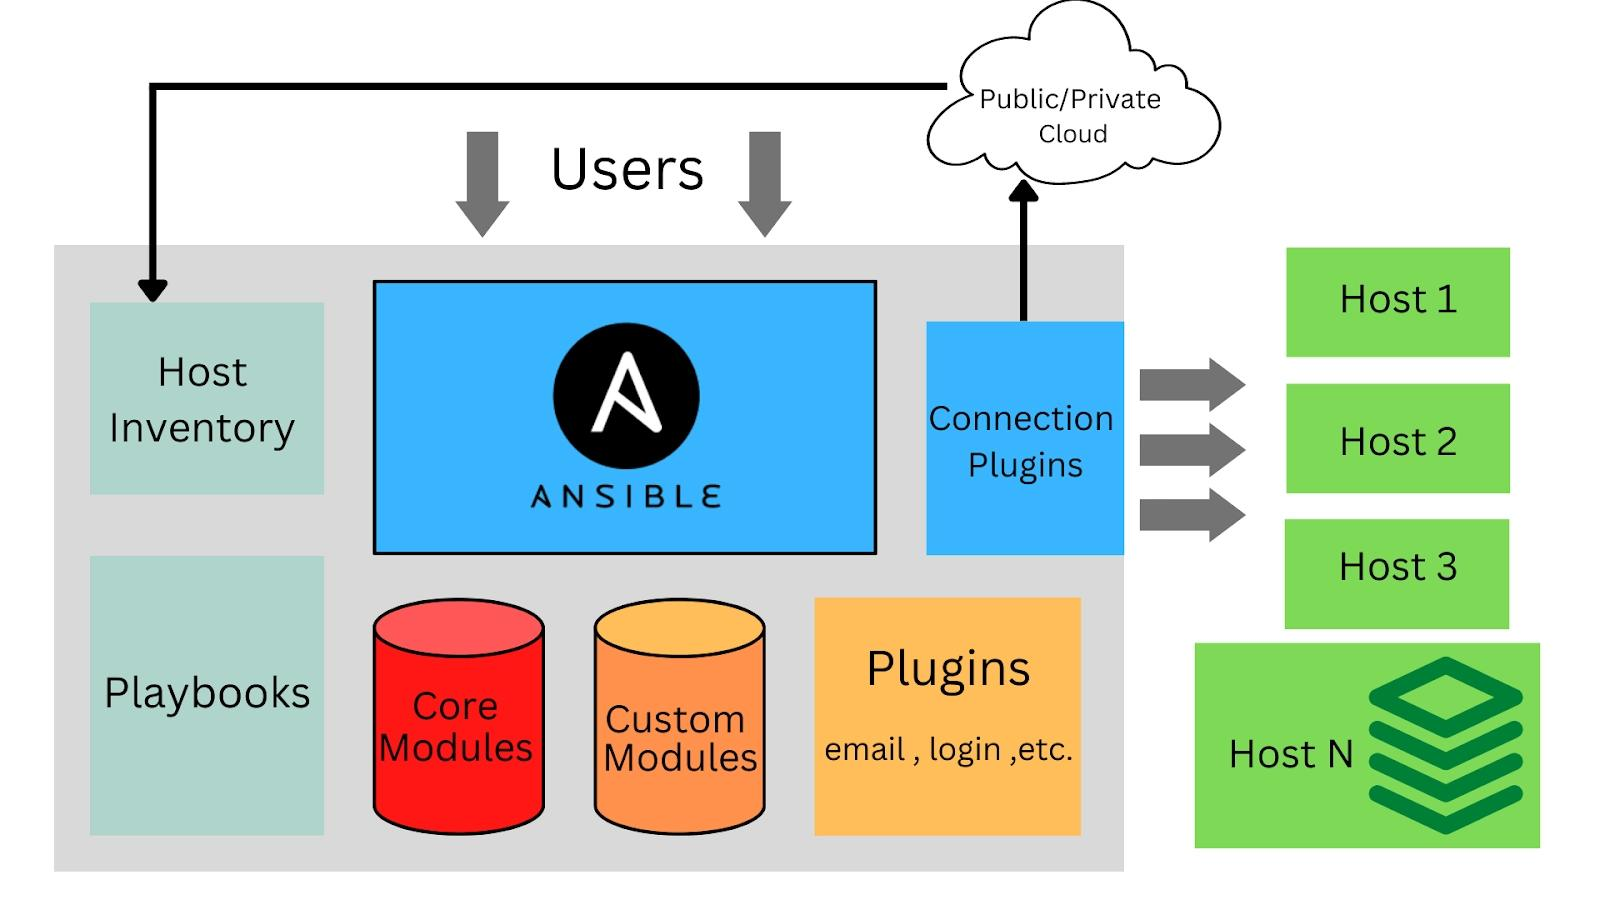 Public/Private
Cloud
Users
Host
Inventory
ANSIBLE
Connection
Plugins
Host 1
Host 2
Host 3
Host N
Playbooks
Core
Modules
Custom
Modules
Plugins
email , login ,etc.